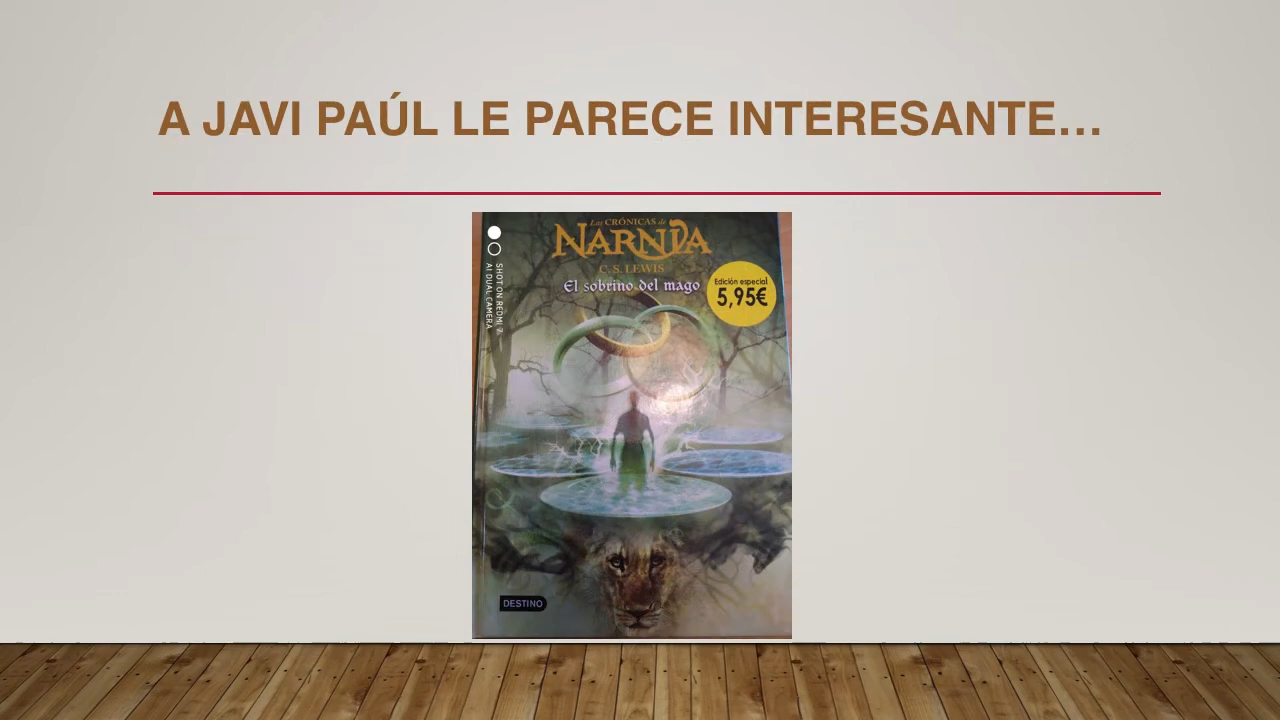 A JAVI PAÚL LE PARECE INTERESANTE…
Las CRÓNICAS de
NARNIA
C. S. LEWIS
El sobrino del mago
Edición especial
5,95€
SHOT ON REDMI 7
AI DUAL CAMERA
DESTINO